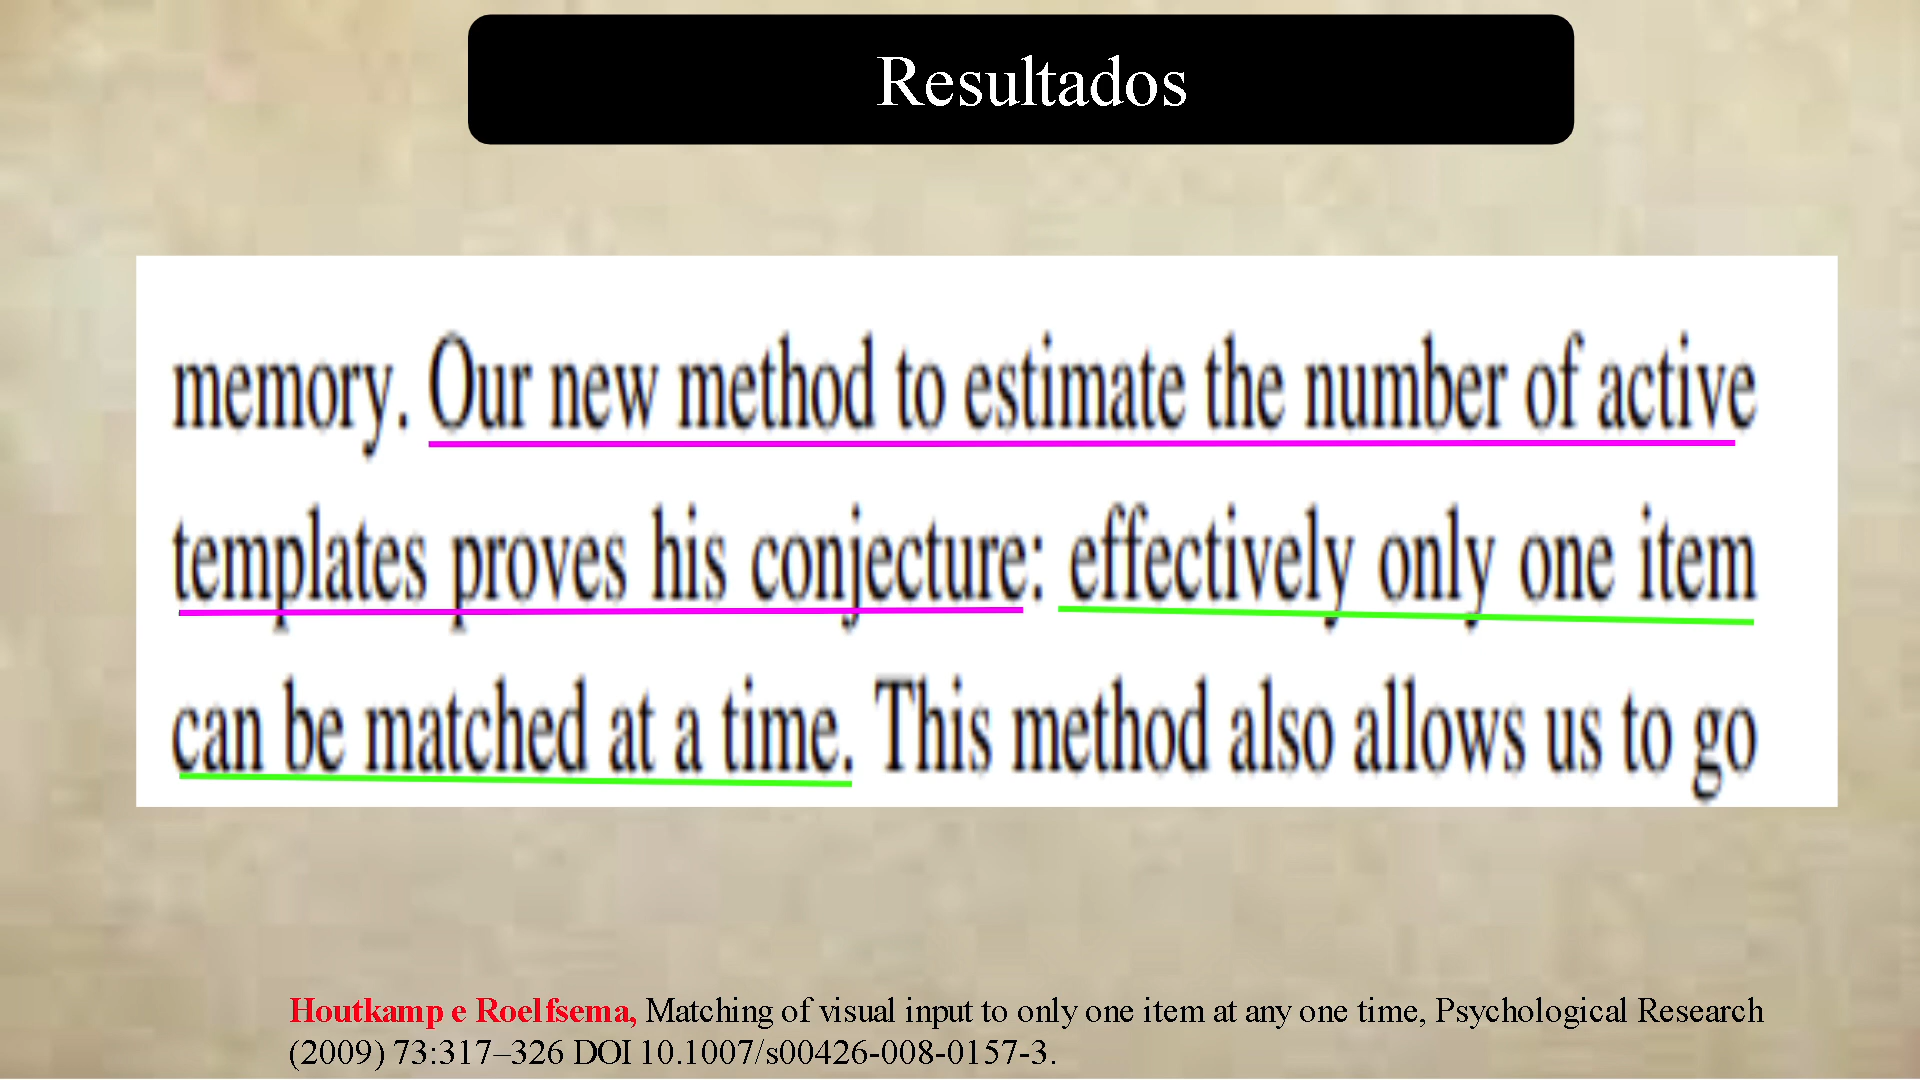 Resultados
memory. Our new method to estimate the number of active
templates proves his conjecture: effectively only one item
can be matched at a time. This method also allows us to go
Houtkamp e Roelfsema, Matching of visual input to only one item at any one time, Psychological Research
(2009) 73:317–326 DOI 10.1007/s00426-008-0157-3.